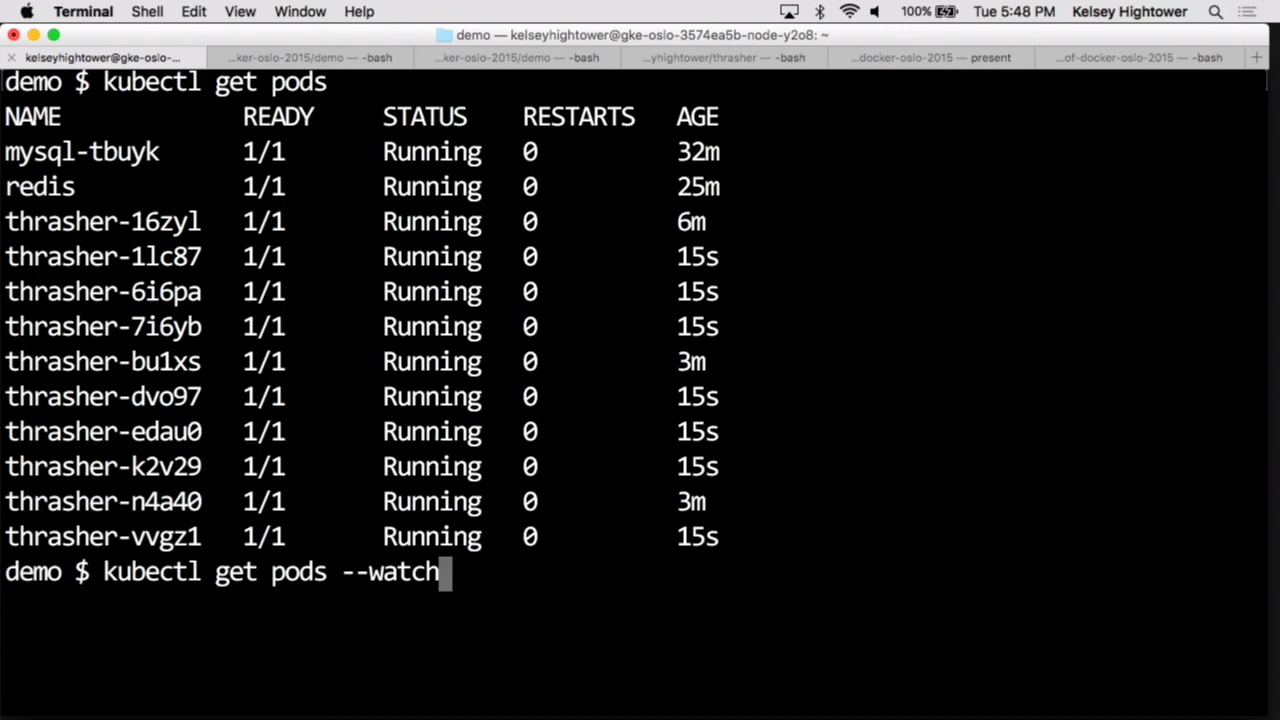 Terminal Shell Edit View Window Help 100% Tue 5:48 PM Kelsey Hightower
demo — kelseyhightower@gke-oslo-3574ea5b-node-y2o8: ~
kelseyhightower@gke-oslo-... ...ker-oslo-2015/demo — -bash ...ker-oslo-2015/demo — -bash ...yhightower/thrasher — -bash ...docker-oslo-2015 — present ...of-docker-oslo-2015 — -bash
demo $ kubectl get pods
NAME READY STATUS RESTARTS AGE
mysql-tbuyk 1/1 Running 0 32m
redis 1/1 Running 0 25m
thrasher-16zyl 1/1 Running 0 6m
thrasher-1lc87 1/1 Running 0 15s
thrasher-6i6pa 1/1 Running 0 15s
thrasher-7i6yb 1/1 Running 0 15s
thrasher-bu1xs 1/1 Running 0 3m
thrasher-dvo97 1/1 Running 0 15s
thrasher-edau0 1/1 Running 0 15s
thrasher-k2v29 1/1 Running 0 15s
thrasher-n4a40 1/1 Running 0 3m
thrasher-vvgz1 1/1 Running 0 15s
demo $ kubectl get pods --watch